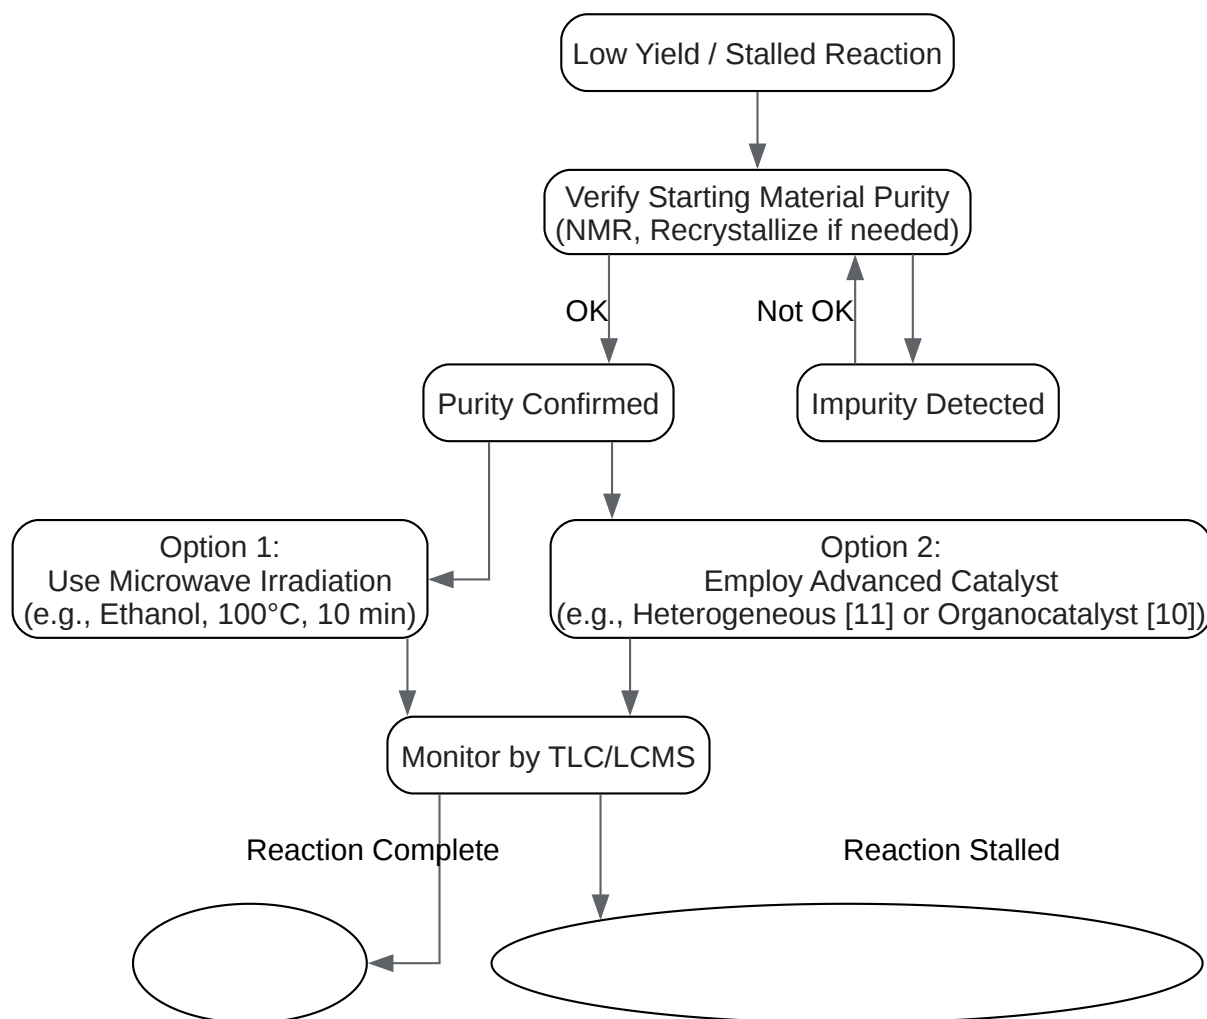 Low Yield / Stalled Reaction
Verify Starting Material Purity
(NMR, Recrystallize if needed)
OK
Not OK
Purity Confirmed
Impurity Detected
Option 1:
Use Microwave Irradiation
(e.g., Ethanol, 100°C, 10 min)
Option 2:
Employ Advanced Catalyst
(e.g., Heterogeneous [11] or Organocatalyst [10])
Monitor by TLC/LCMS
Reaction Complete
Reaction Stalled